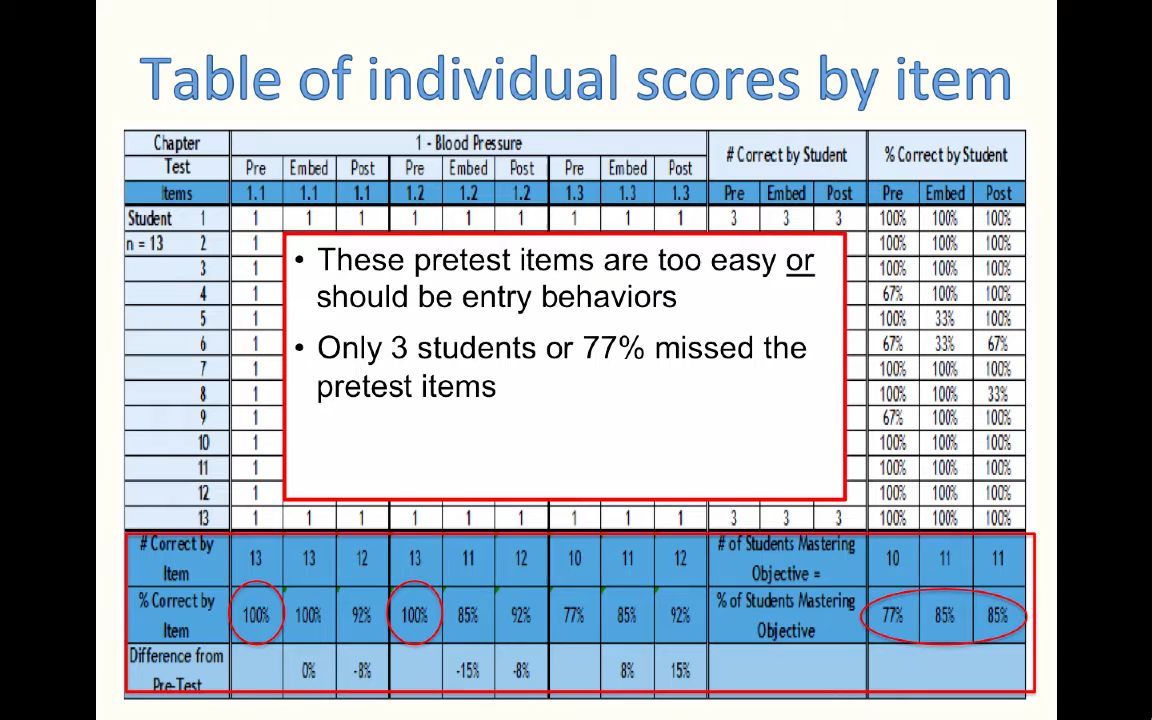 Table of individual scores by item
Chapter 1 - Blood Pressure # Correct by Student % Correct by Student
Test Pre Embed Post Pre Embed Post Pre Embed Post
Items 1.1 1.1 1.1 1.2 1.2 1.2 1.3 1.3 1.3 Pre Embed Post Pre Embed Post
Student 1 1 1 1 1 1 1 1 1 1 3 3 3 100% 100% 100%
n = 13 2 1 100% 100% 100%
3 1 100% 100% 100%
4 1 67% 100% 100%
5 1 100% 33% 100%
6 1 67% 33% 67%
7 1 100% 100% 100%
8 1 100% 100% 33%
9 1 67% 100% 100%
10 1 100% 100% 100%
11 1 100% 100% 100%
12 1 100% 100% 100%
13 1 1 1 1 1 1 1 1 1 3 3 3 100% 100% 100%
• These pretest items are too easy or
should be entry behaviors
• Only 3 students or 77% missed the
pretest items
# Correct by
Item 13 13 12 13 11 12 10 11 12
# of Students Mastering
Objective = 10 11 11
% Correct by
Item 100% 100% 92% 100% 85% 92% 77% 85% 92%
% of Students Mastering
Objective 77% 85% 85%
Difference from
Pre-Test 0% -8% -15% -8% 8% 15%